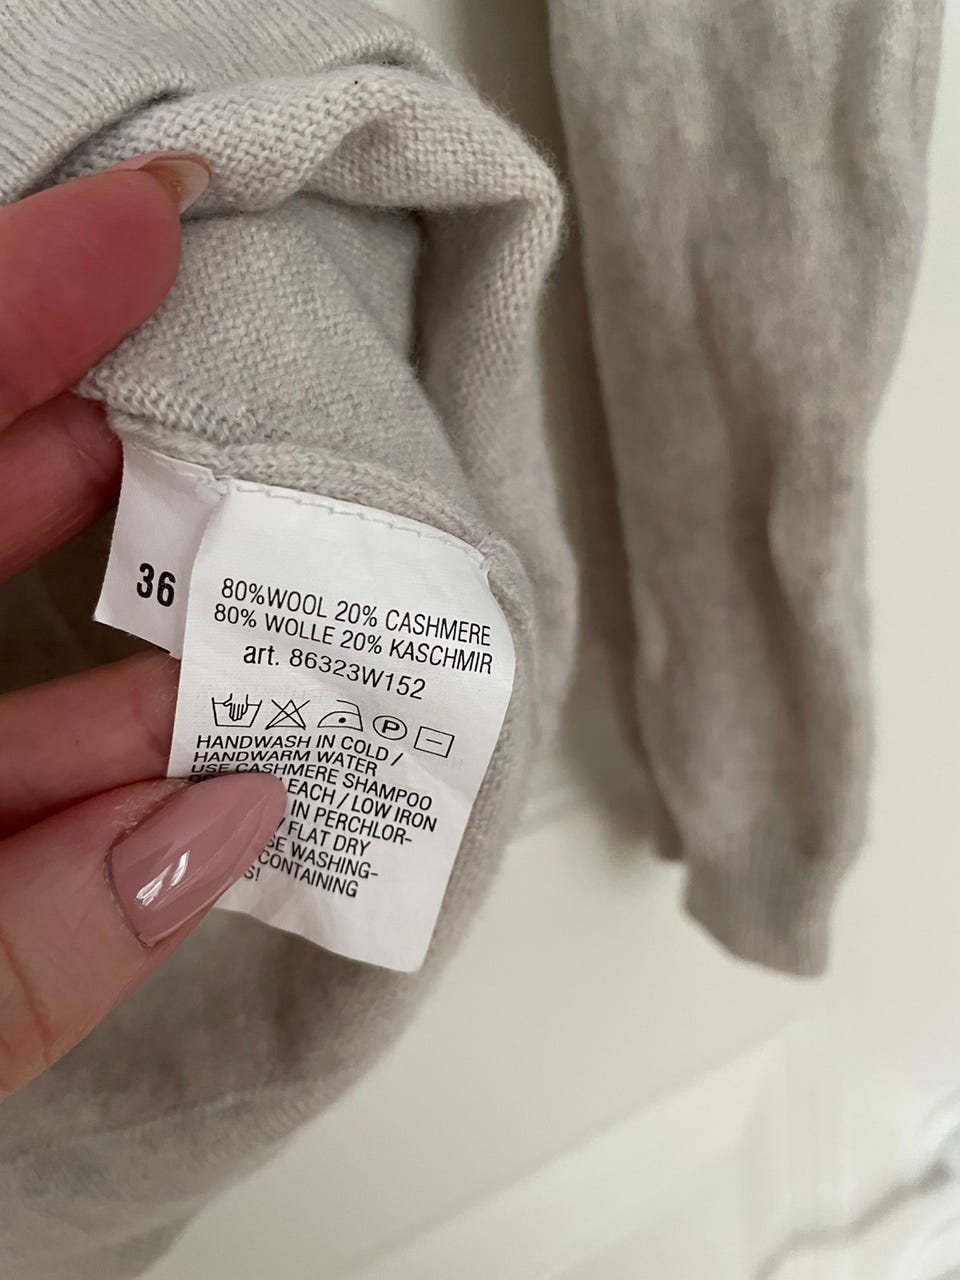 36
80%WOOL 20% CASHMERE
80% WOLLE 20% KASCHMIR
art. 86323W152
P
HANDWASH IN COLD /
HANDWARM WATER
USE CASHMERE SHAMPOO
/ LOW IRON
IN PERCHLOR-
FLAT DRY
WASHING-
CONTAINING